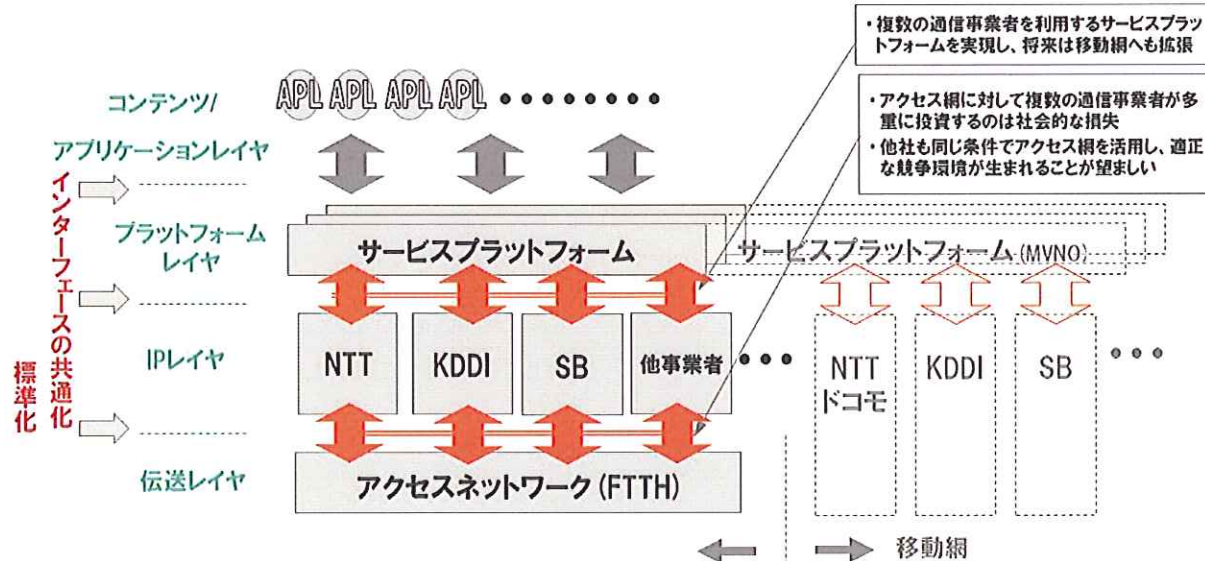 ・複数の通信事業者を利用するサービスプラッ
トフォームを実現し、将来は移動網へも拡張
・アクセス網に対して複数の通信事業者が多
重に投資するのは社会的な損失
・他社も同じ条件でアクセス網を活用し、適正
な競争環境が生まれることが望ましい
コンテンツ/
アプリケーションレイヤ
APL APL APL APL ●●●●●●●●
インターフェースの共通化
標準化
プラットフォーム
レイヤ
サービスプラットフォーム
サービスプラットフォーム(MVNO)
IPレイヤ
NTT
KDDI
SB
他事業者
●●●
NTT
ドコモ
KDDI
SB
●●●
伝送レイヤ
アクセスネットワーク(FTTH)
移動網